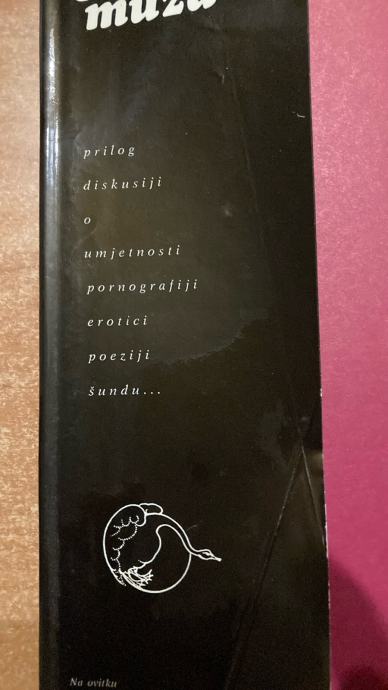 muza
prilog
diskusiji
o
umjetnosti
pornografiji
erotici
poeziji
šundu...
Na ovitku